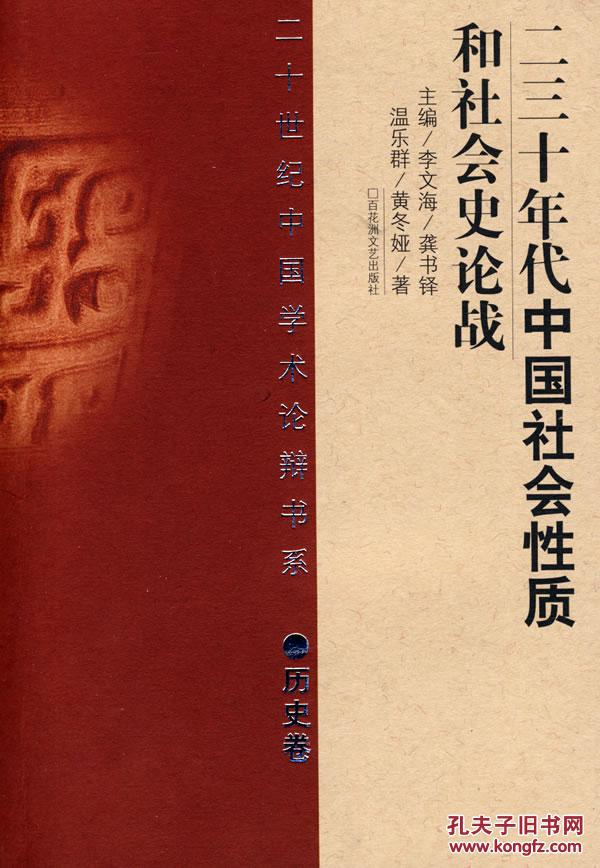 二三十年代中国社会性质
和社会史论战
主编/李文海/龚书铎
温乐群/黄冬娅/著
□百花洲文艺出版社
二十世纪中国学术论辩书系
历史卷
孔夫子旧书网
www.kongfz.com